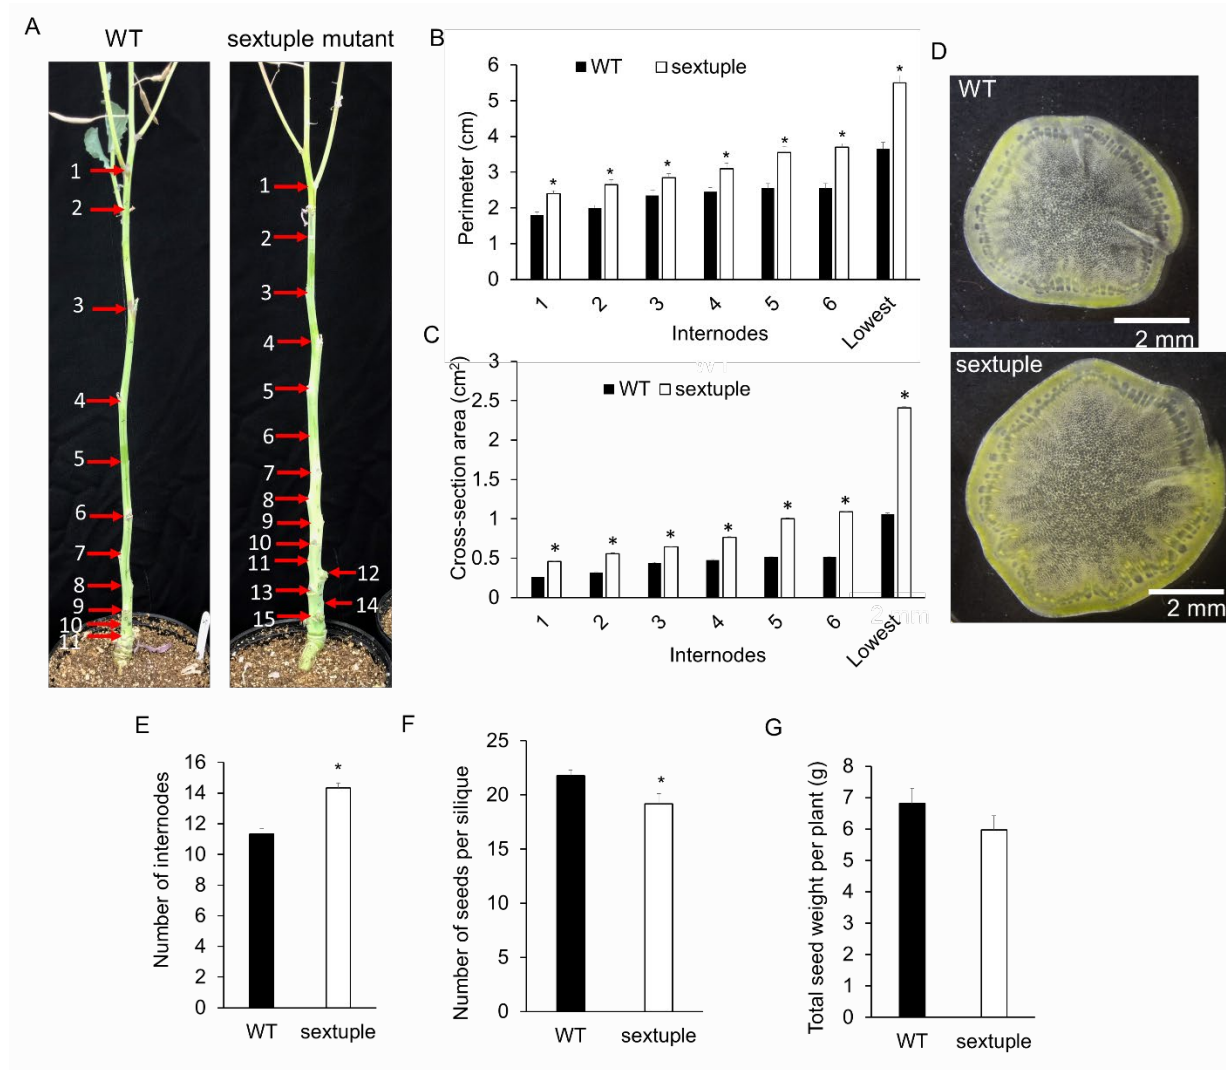 A
WT
sextuple mutant
1
2
3
4
5
6
7
8
9
10
11
1
2
3
4
5
6
7
8
9
10
11
12
13
14
15
B
WT sextuple
Perimeter (cm)
6
5
4
3
2
1
0
* * * * * * *
1 2 3 4 5 6 Lowest
Internodes
C
WT
WT sextuple
Cross-section area (cm²)
3
2.5
2
1.5
1
0.5
0
* * * * * * *
2 mm
1 2 3 4 5 6 Lowest
Internodes
D
WT
2 mm
sextuple
2 mm
E
Number of internodes
16
14
12
10
8
6
4
2
0
*
WT sextuple
F
Number of seeds per silique
25
20
15
10
5
0
*
WT sextuple
G
Total seed weight per plant (g)
8
7
6
5
4
3
2
1
0
WT sextuple